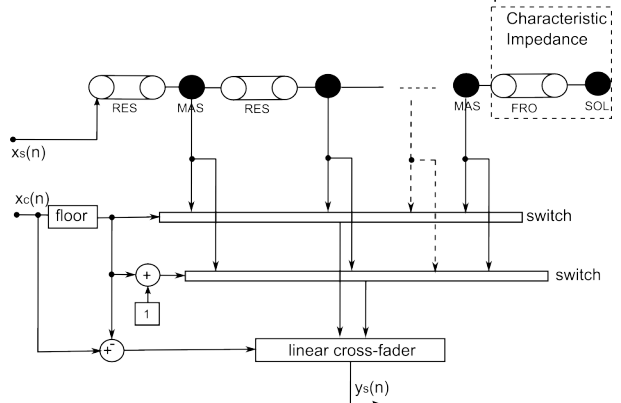 Characteristic
Impedance
RES
MAS
RES
MAS
FRO
SOL
xs(n)
xc(n)
floor
switch
+
switch
1
+
-
linear cross-fader
ys(n)